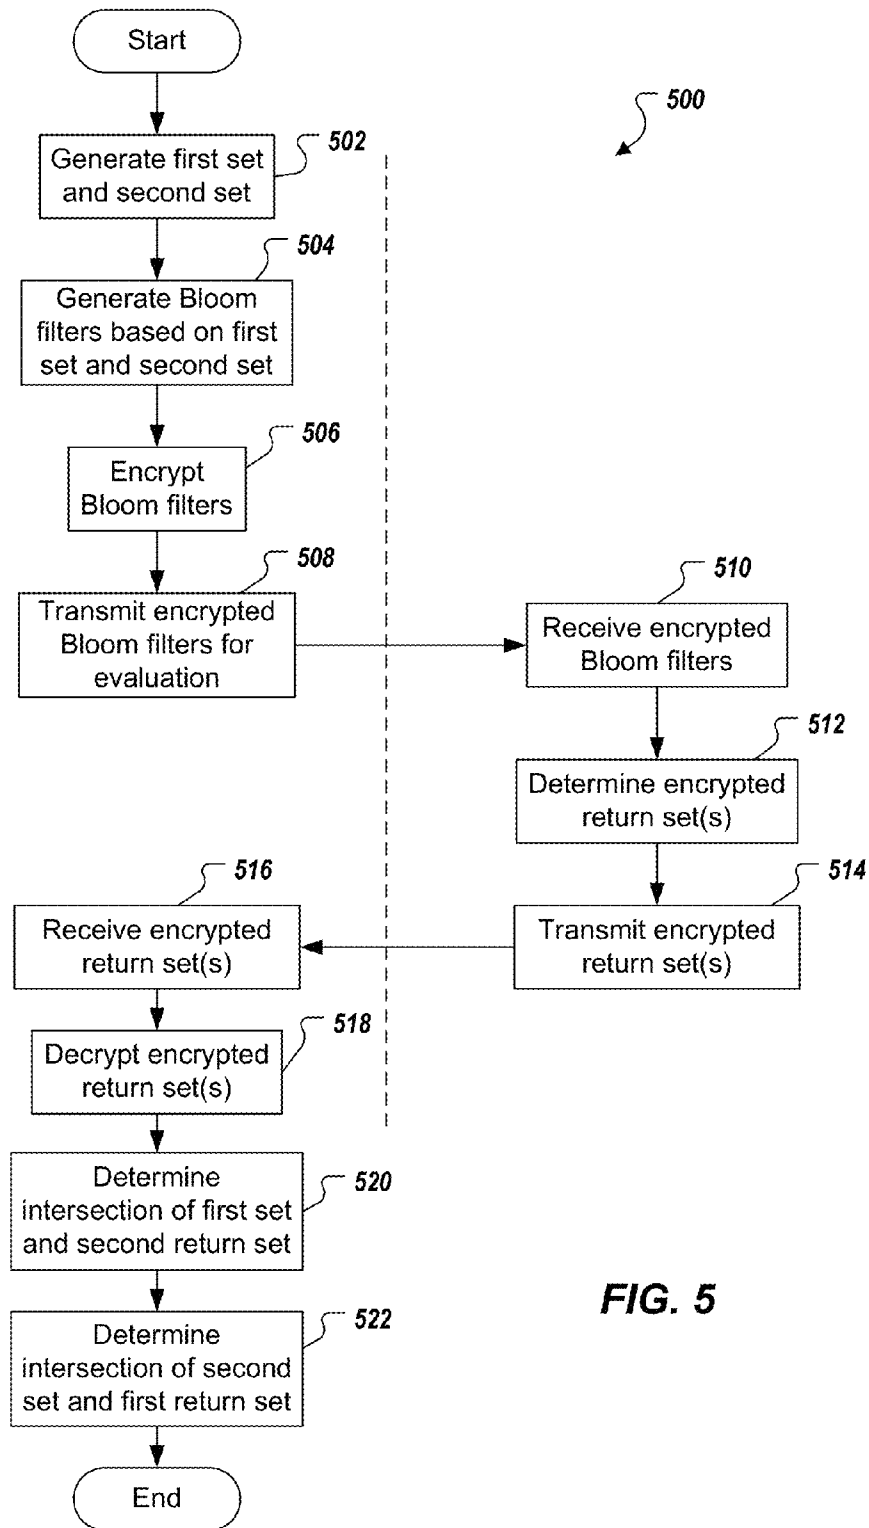 Start
500
502
Generate first set
and second set
504
Generate Bloom
filters based on first
set and second set
506
Encrypt
Bloom filters
508
Transmit encrypted
Bloom filters for
evaluation
510
Receive encrypted
Bloom filters
512
Determine encrypted
return set(s)
514
Transmit encrypted
return set(s)
516
Receive encrypted
return set(s)
518
Decrypt encrypted
return set(s)
520
Determine
intersection of first set
and second return set
522
Determine
intersection of second
set and first return set
End
FIG. 5